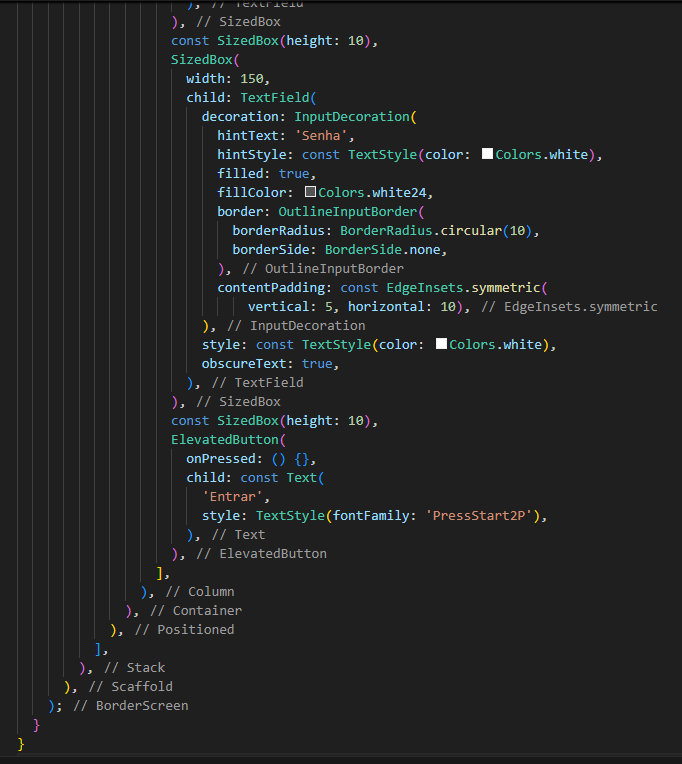 ), // TextField
), // SizedBox
const SizedBox(height: 10),
SizedBox(
width: 150,
child: TextField(
decoration: InputDecoration(
hintText: 'Senha',
hintStyle: const TextStyle(color: Colors.white),
filled: true,
fillColor: Colors.white24,
border: OutlineInputBorder(
borderRadius: BorderRadius.circular(10),
borderSide: BorderSide.none,
), // OutlineInputBorder
contentPadding: const EdgeInsets.symmetric(
vertical: 5, horizontal: 10), // EdgeInsets.symmetric
), // InputDecoration
style: const TextStyle(color: Colors.white),
obscureText: true,
), // TextField
), // SizedBox
const SizedBox(height: 10),
ElevatedButton(
onPressed: () {},
child: const Text(
'Entrar',
style: TextStyle(fontFamily: 'PressStart2P'),
), // Text
), // ElevatedButton
],
), // Column
), // Container
), // Positioned
],
), // Stack
), // Scaffold
); // BorderScreen
}
}